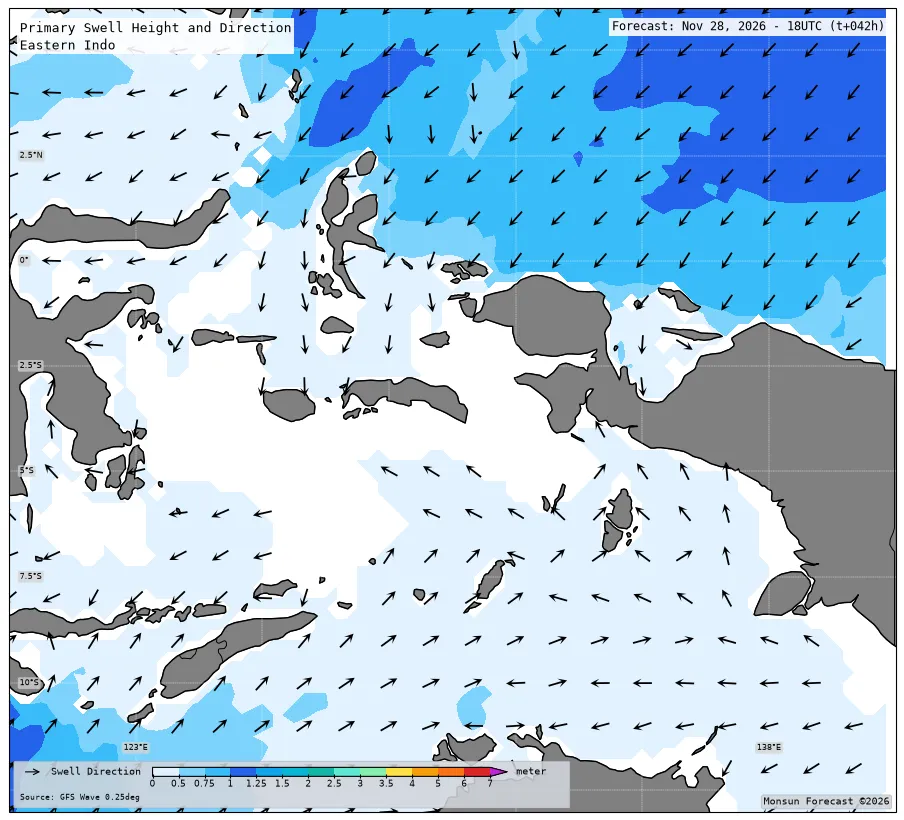 Primary Swell Height and Direction
Eastern Indo
Forecast: Nov 28, 2026 - 18UTC (t+042h)
2.5°N
0°
2.5°S
5°S
7.5°S
10°S
123°E
138°E
Swell Direction
0 0.5 0.75 1 1.25 1.5 2 2.5 3 3.5 4 5 6 7
meter
Source: GFS Wave 0.25deg
Monsun Forecast ©2026